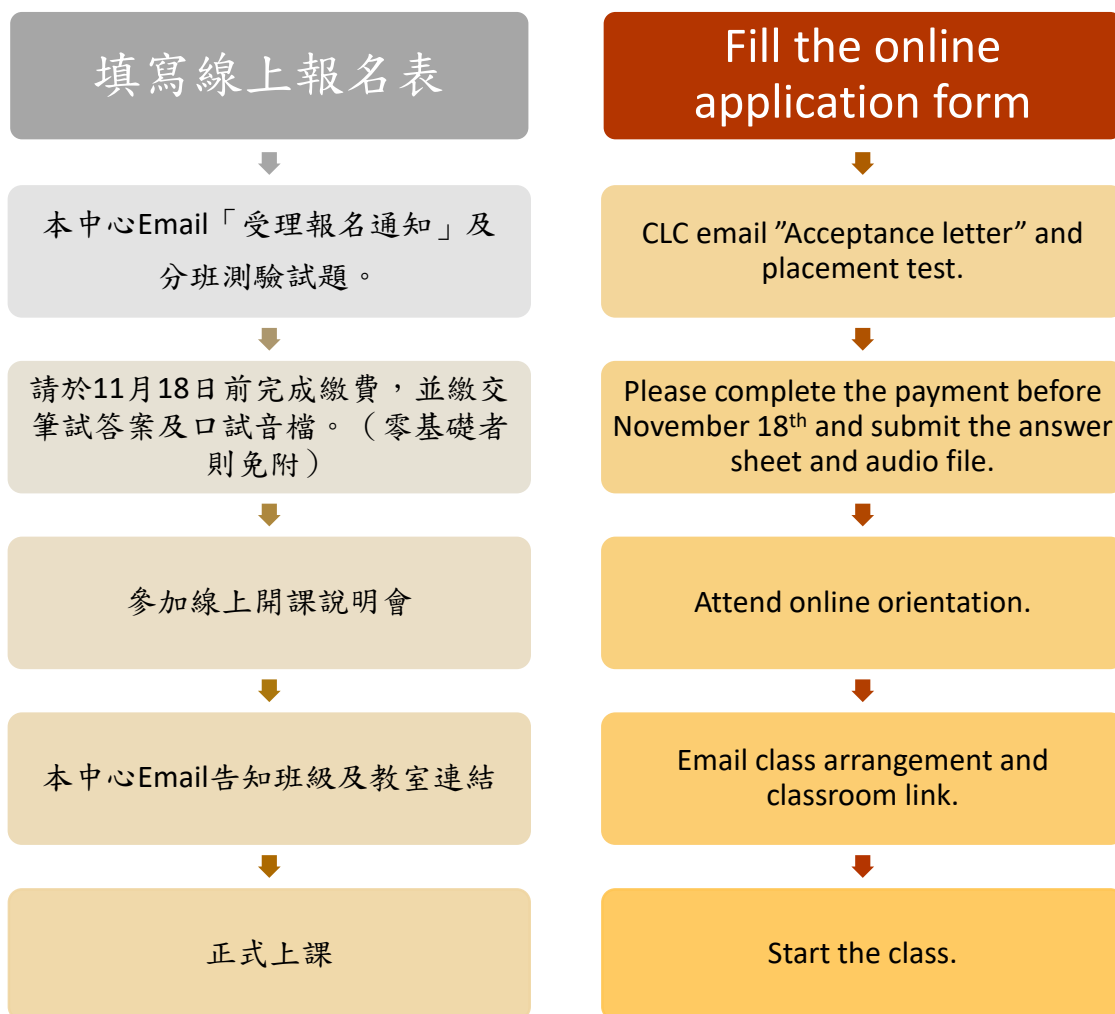 填寫線上報名表
本中心Email「受理報名通知」及
分班測驗試題。
請於11月18日前完成繳費，並繳交
筆試答案及口試音檔。（零基礎者
則免附）
參加線上開課說明會
本中心Email告知班級及教室連結
正式上課
Fill the online
application form
CLC email ”Acceptance letter” and
placement test.
Please complete the payment before
November 18th and submit the answer
sheet and audio file.
Attend online orientation.
Email class arrangement and
classroom link.
Start the class.